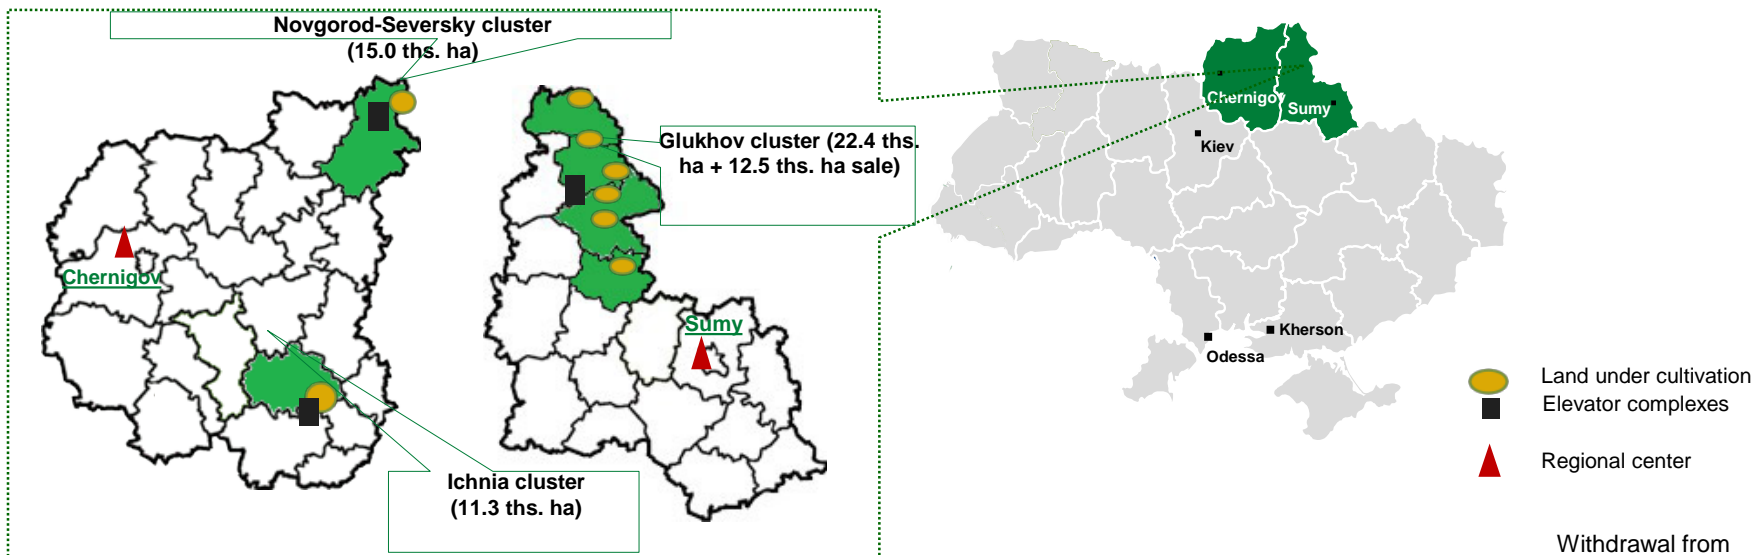 Novgorod-Seversky cluster
(15.0 ths. ha)
Glukhov cluster (22.4 ths.
ha + 12.5 ths. ha sale)
Chernigov
Sumy
Ichnia cluster
(11.3 ths. ha)
Chernigov
Sumy
Kiev
Kherson
Odessa
Land under cultivation
Elevator complexes
Regional center
Withdrawal from